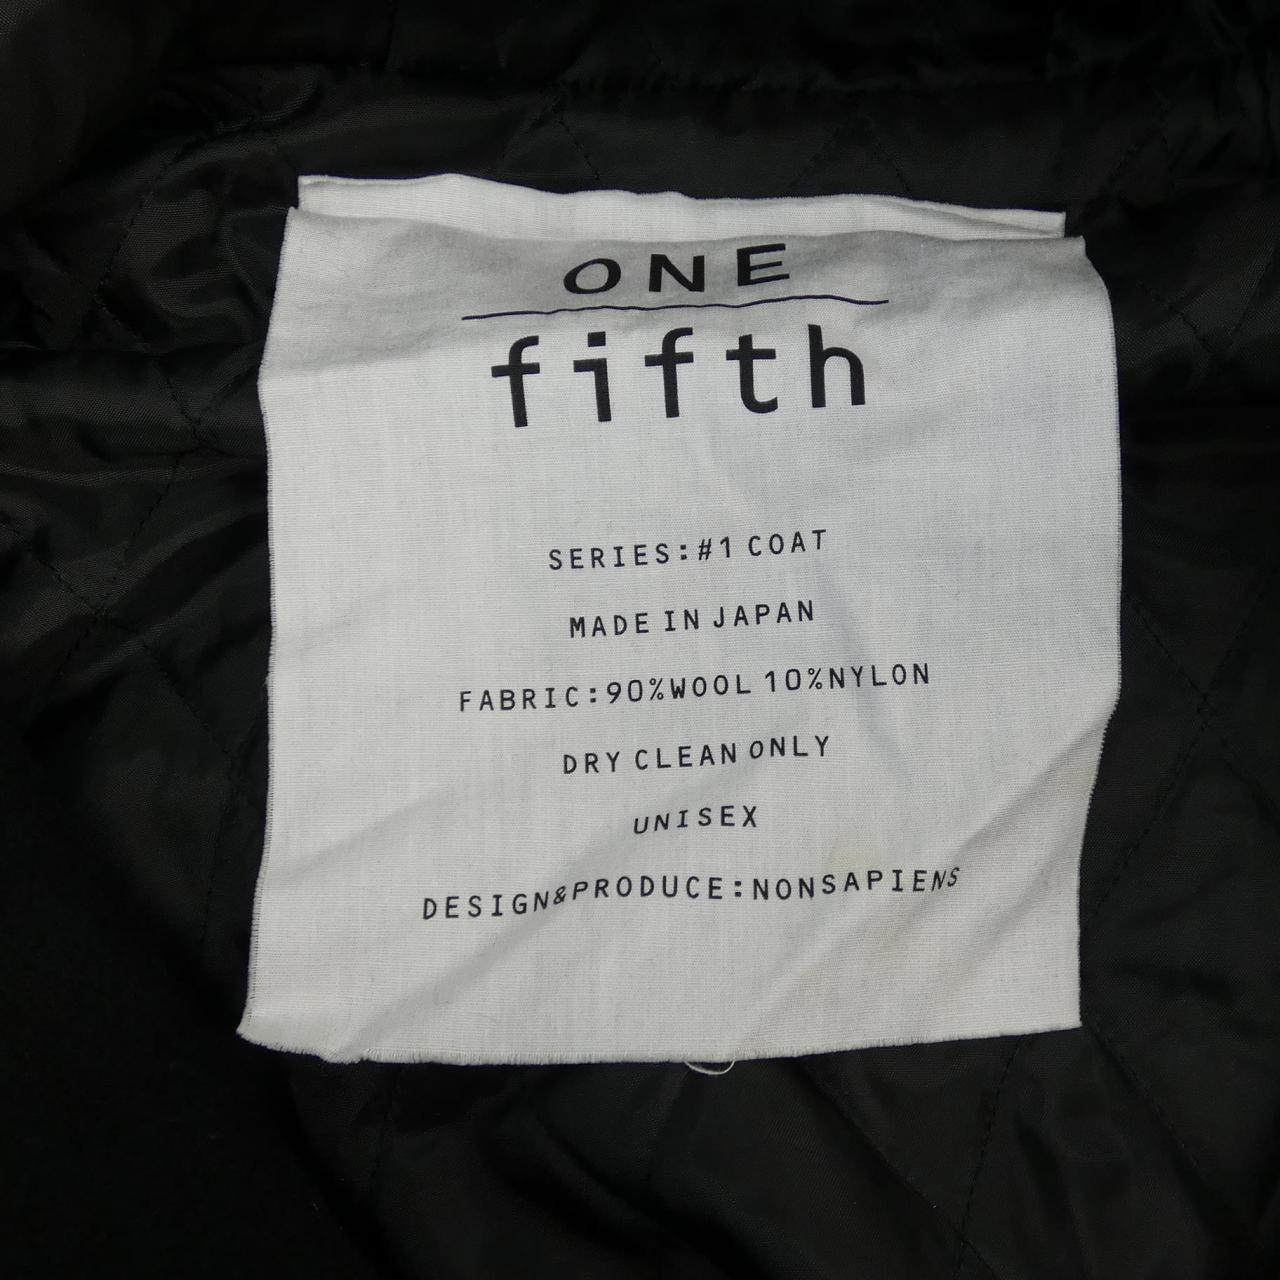 ONE
fifth
SERIES:#1 COAT
MADE IN JAPAN
FABRIC:90%WOOL 10%NYLON
DRY CLEAN ONLY
UNISEX
DESIGN&PRODUCE:NONSAPIENS